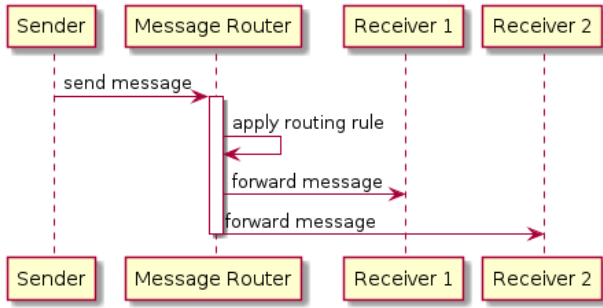 Sender Message Router Receiver 1 Receiver 2
send message
apply routing rule
forward message
forward message
Sender Message Router Receiver 1 Receiver 2